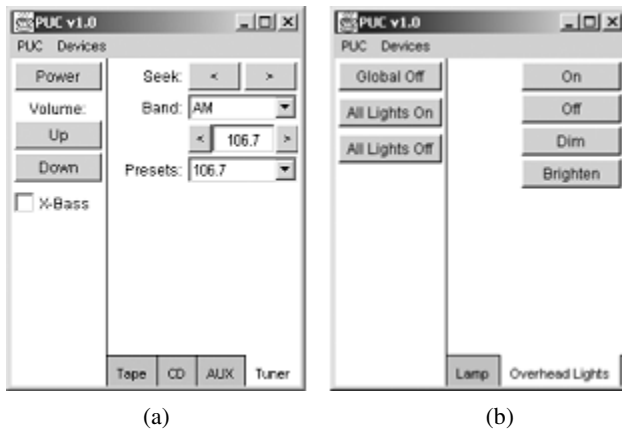 PUC v1.0
PUC Devices
Power
Volume:
Up
Down
X-Bass
Seek: < >
Band: AM
< 106.7 >
Presets: 106.7
Tape CD AUX Tuner
(a)
PUC v1.0
PUC Devices
Global Off
All Lights On
All Lights Off
On
Off
Dim
Brighten
Lamp Overhead Lights
(b)